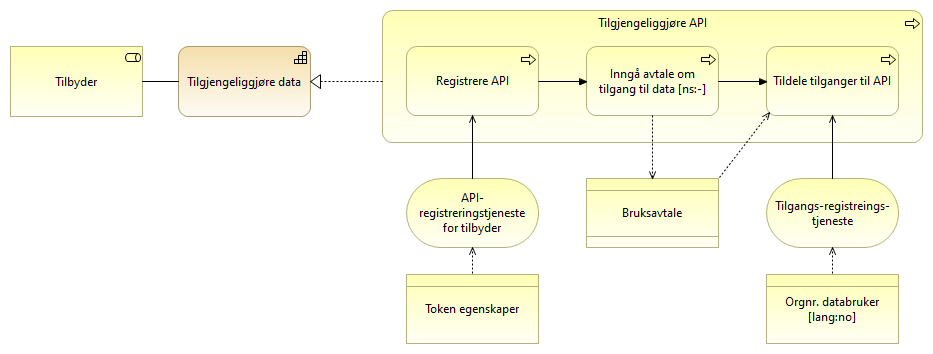 Tilgjengeliggjøre API
Tilbyder
Tilgjengeliggjøre data
Registrere API
Inngå avtale om
tilgang til data [ns:-]
Tildele tilganger til API
API-
registreringstjeneste
for tilbyder
Bruksavtale
Tilgangs-registreings-
tjeneste
Token egenskaper
Orgnr. databruker
[lang:no]